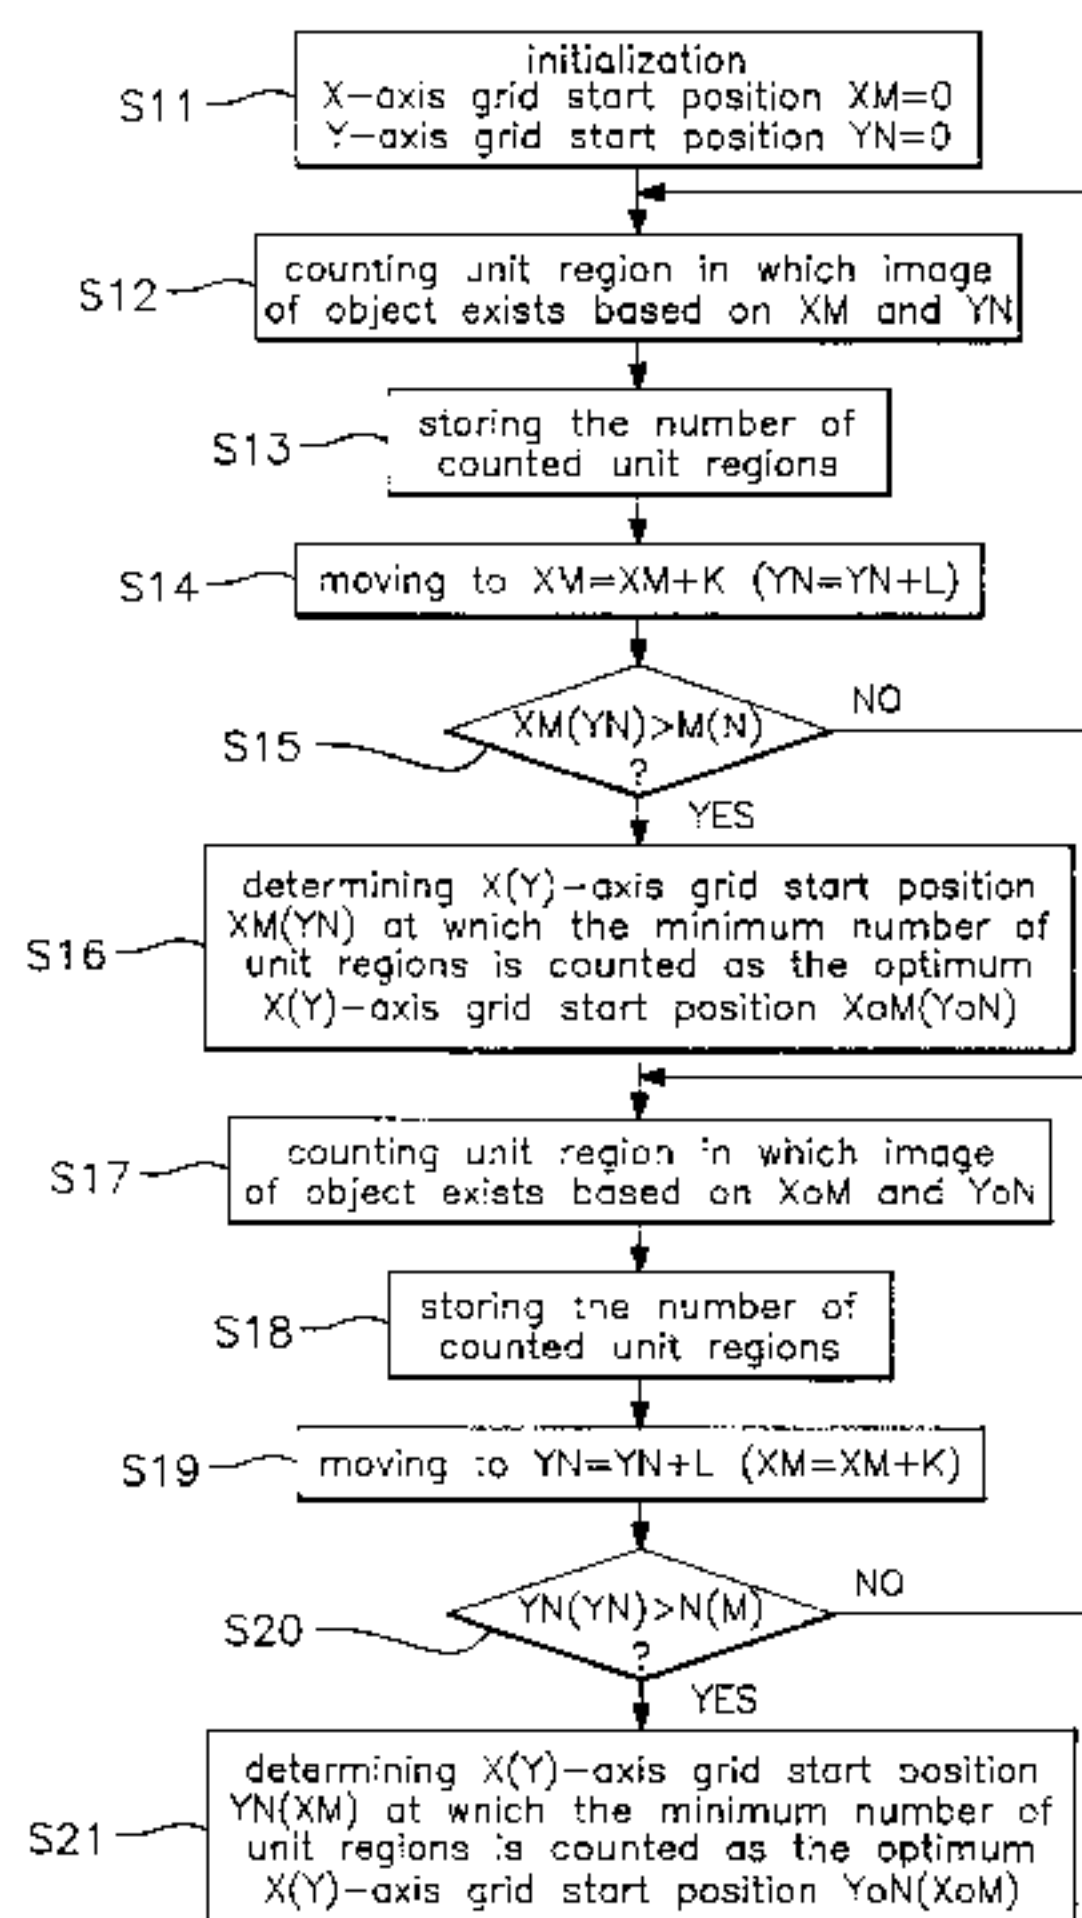 initialization
S11
X-axis grid start position XM=0
Y-axis grid start position YN=0
S12
counting unit region in which image
of object exists based on XM and YN
S13
storing the number of
counted unit regions
S14
moving to XM=XM+K (YN=YN+L)
S15
XM(YN)>M(N)
?
NO
YES
S16
determining X(Y)-axis grid start position
XM(YN) at which the minimum number of
unit regions is counted as the optimum
X(Y)-axis grid start position XoM(YoN)
S17
counting unit region in which image
of object exists based on XoM and YoN
S18
storing the number of
counted unit regions
S19
moving to YN=YN+L (XM=XM+K)
S20
YN(YN)>N(M)
?
NO
YES
S21
determining X(Y)-axis grid start position
YN(XM) at which the minimum number of
unit regions is counted as the optimum
X(Y)-axis grid start position YoN(XoM)